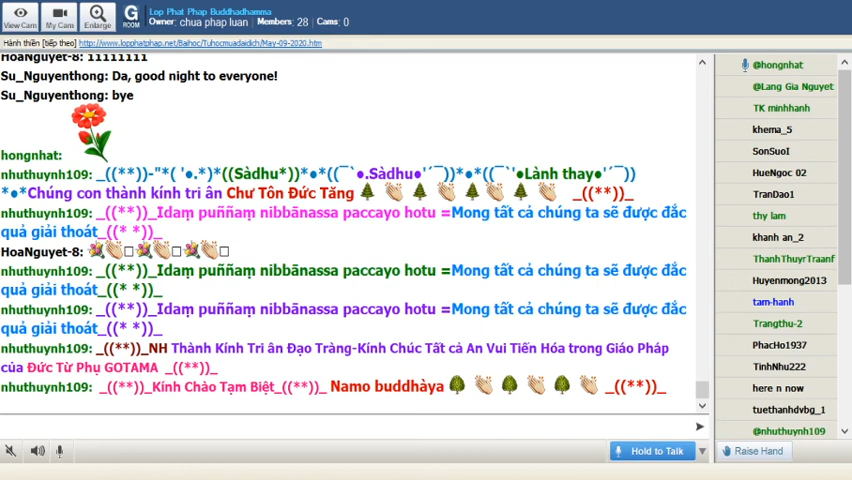 Lop Phat Phap Buddhadhamma
Owner: chua phap luan Members: 28 Cams: 0
View Cam
My Cam
Enlarge
G
ROOM
Hành thiền [tiếp theo] http://www.lopphatphap.net/Baihoc/Tuhocmuadaidich/May-09-2020.htm
HoaNguyet-8: 11111111
Su_Nguyenthong: Da, good night to everyone!
Su_Nguyenthong: bye
hongnhat:
nhuthuynh109: _((**))-"*( '●.*)*((Sàdhu*))*●*((¯`●.Sàdhu●'´¯))*●*((¯`'●Lành thay●'´¯))
*●*Chúng con thành kính tri ân Chư Tôn Đức Tăng 🌲 👏 🌲 👏 🌲 👏 🌲 👏 _((**))_
nhuthuynh109: _((**))_Idaṃ puññaṃ nibbānassa paccayo hotu =Mong tất cả chúng ta sẽ được đắc
quả giải thoát_((* *))_
HoaNguyet-8: 💐👏□💐👏□💐👏□
nhuthuynh109: _((**))_Idaṃ puññaṃ nibbānassa paccayo hotu =Mong tất cả chúng ta sẽ được đắc
quả giải thoát_((* *))_
nhuthuynh109: _((**))_Idaṃ puññaṃ nibbānassa paccayo hotu =Mong tất cả chúng ta sẽ được đắc
quả giải thoát_((* *))_
nhuthuynh109: _((**))_NH Thành Kính Tri ân Đạo Tràng-Kính Chúc Tất cả An Vui Tiến Hóa trong Giáo Pháp
của Đức Từ Phụ GOTAMA _((**))_
nhuthuynh109: _((**))_Kính Chào Tạm Biệt_((**))_ Namo buddhàya 🌳 👏 🌳 👏 🌳 👏 _((**))_
@hongnhat
@Lang Gia Nguyet
TK minhhanh
khema_5
SonSuoI
HueNgoc 02
TranDao1
thy lam
khanh an_2
ThanhThuyrTraanf
Huyenmong2013
tam-hanh
Trangthu-2
PhacHo1937
TinhNhu222
here n now
tuethanhdvbg_1
@nhuthuynh109
Hold to Talk
Raise Hand